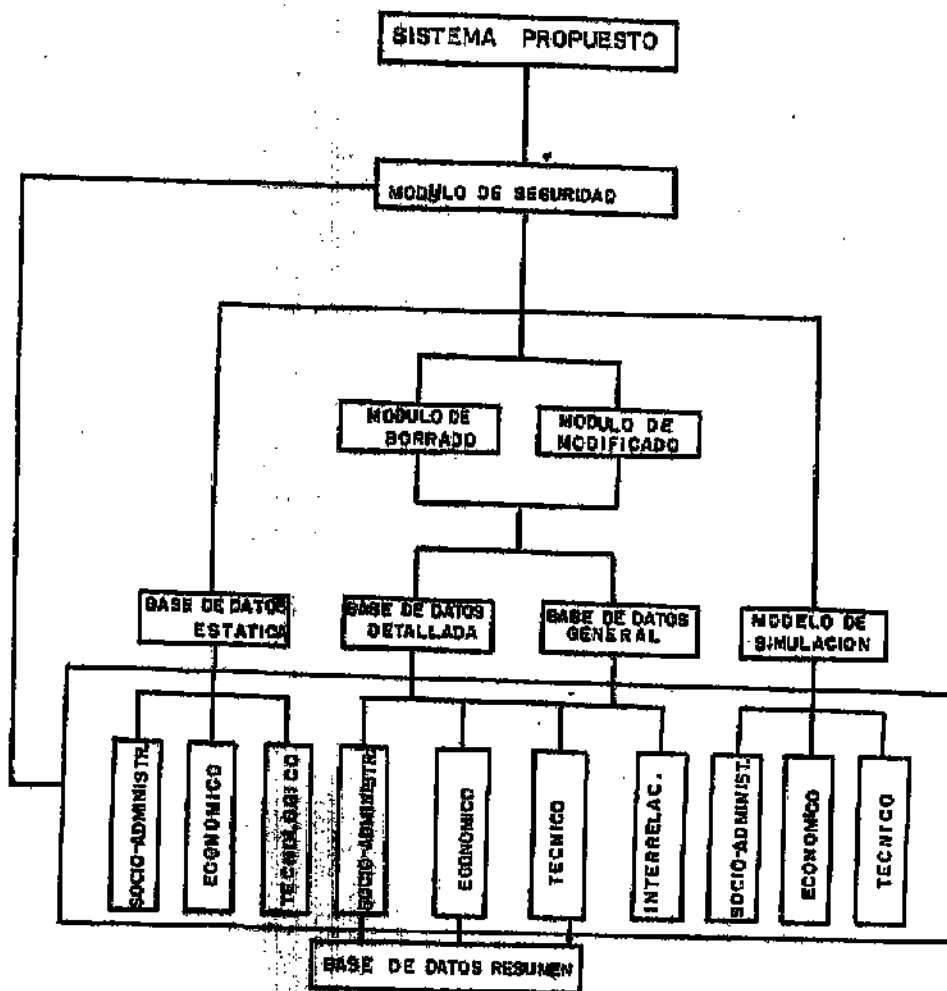 SISTEMA PROPUESTO
MODULO DE SEGURIDAD
MODULO DE
BORRADO
MODULO DE
MODIFICADO
BASE DE DATOS
ESTATICA
BASE DE DATOS
DETALLADA
BASE DE DATOS
GENERAL
MODELO DE
SIMULACION
SOCIO-ADMINISTR.
ECONOMICO
TECNOLOGICO
SOCIO-ADMINISTR.
ECONOMICO
TECNICO
INTERRELAC.
SOCIO-ADMINIST.
ECONOMICO
TECNICO
BASE DE DATOS RESUMEN